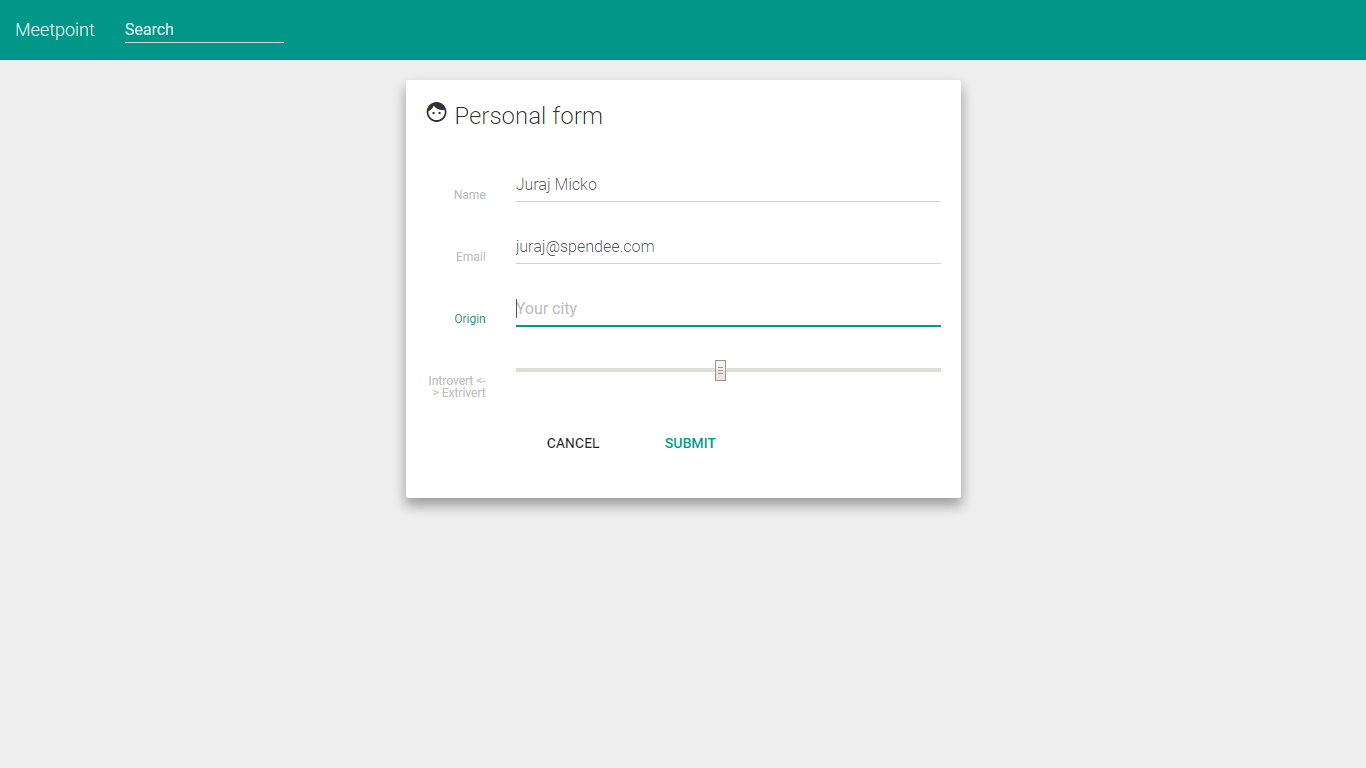 Meetpoint
Search
Personal form
Name
Juraj Micko
Email
juraj@spendee.com
Origin
Your city
Introvert <-
> Extrivert
CANCEL
SUBMIT